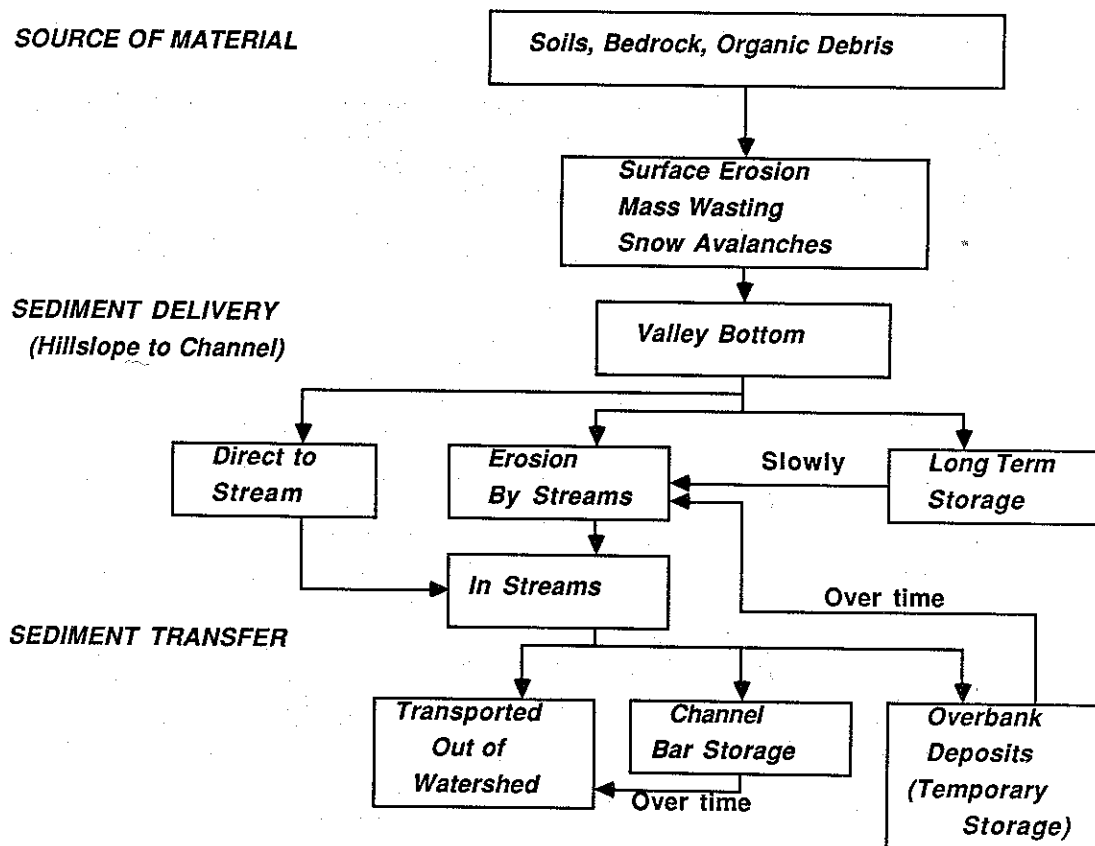 SOURCE OF MATERIAL
Soils, Bedrock, Organic Debris
Surface Erosion
Mass Wasting
Snow Avalanches
SEDIMENT DELIVERY
(Hillslope to Channel)
Valley Bottom
Direct to
Stream
Erosion
By Streams
Slowly
Long Term
Storage
In Streams
Over time
SEDIMENT TRANSFER
Transported
Out of
Watershed
Channel
Bar Storage
Over time
Overbank
Deposits
(Temporary
Storage)